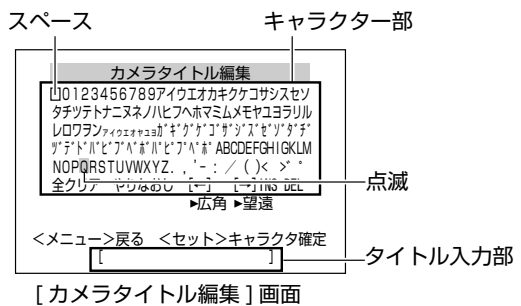 スペース
キャラクター部
カメラタイトル編集
0123456789アイウエオカキクケコサシスセソ
タチツテトナニヌネノハヒフヘホマミムメモヤユヨラリル
レロワランァィゥェォャュョガギグゲゴザジズゼゾダヂ
ヅデドバビブベボパピプペポABCDEFGHIGKLM
NOPQRSTUVWXYZ. , '- : ／ ( )< > ゛゜
全クリアー やりなおし [←] [→] INS DEL
▶広角 ▶望遠
点滅
<メニュー>戻る <セット>キャラクタ確定
[ ]
タイトル入力部
[ カメラタイトル編集 ] 画面